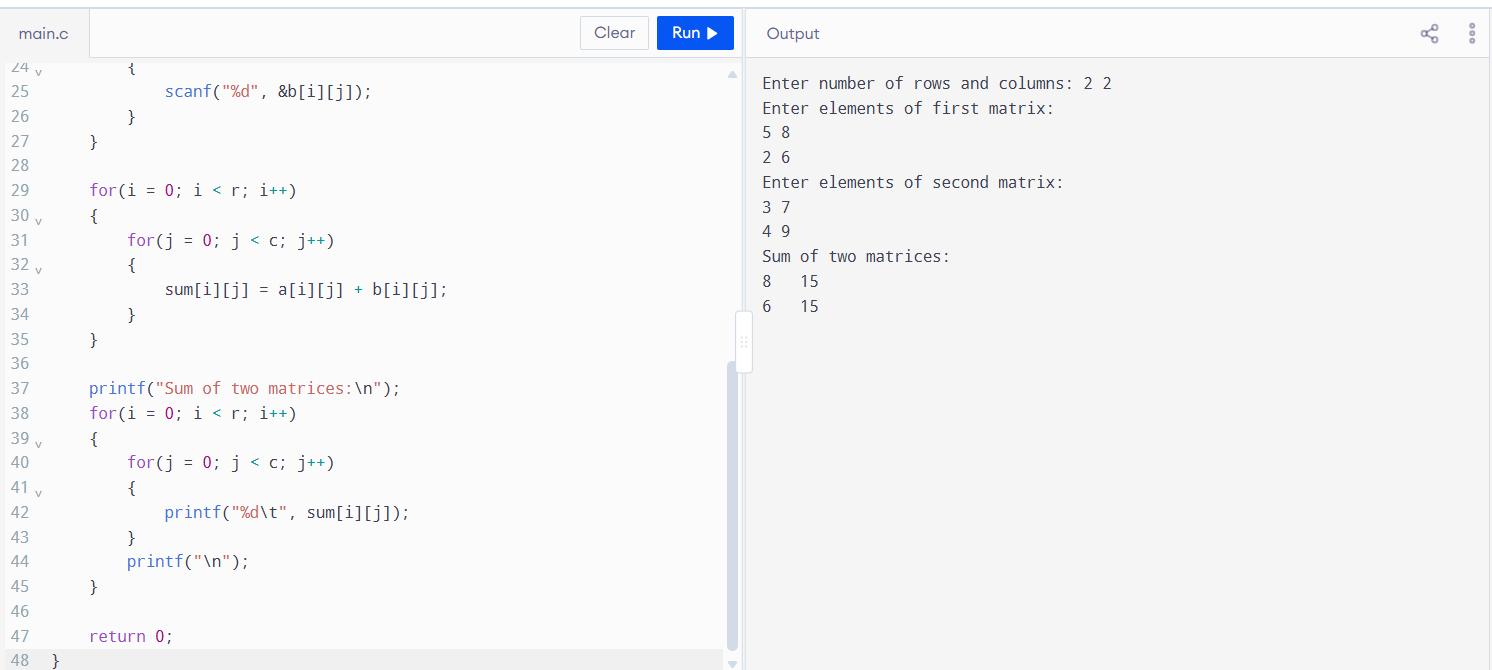 main.c
Clear
Run
24 {
25 scanf("%d", &b[i][j]);
26 }
27 }
28
29 for(i = 0; i < r; i++)
30 {
31 for(j = 0; j < c; j++)
32 {
33 sum[i][j] = a[i][j] + b[i][j];
34 }
35 }
36
37 printf("Sum of two matrices:\n");
38 for(i = 0; i < r; i++)
39 {
40 for(j = 0; j < c; j++)
41 {
42 printf("%d\t", sum[i][j]);
43 }
44 printf("\n");
45 }
46
47 return 0;
48 }
Output
Enter number of rows and columns: 2 2
Enter elements of first matrix:
5 8
2 6
Enter elements of second matrix:
3 7
4 9
Sum of two matrices:
8 15
6 15